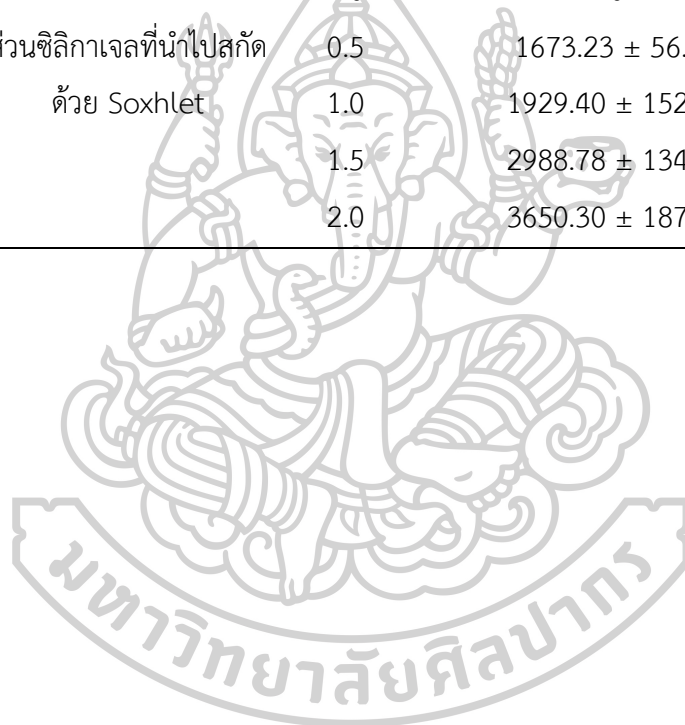 ส่วนซิลิกาเจลที่นำไปสกัด 0.5 1673.23 ± 56.
ด้วย Soxhlet 1.0 1929.40 ± 152
1.5 2988.78 ± 134
2.0 3650.30 ± 187
มหาวิทยาลัยศิลปากร